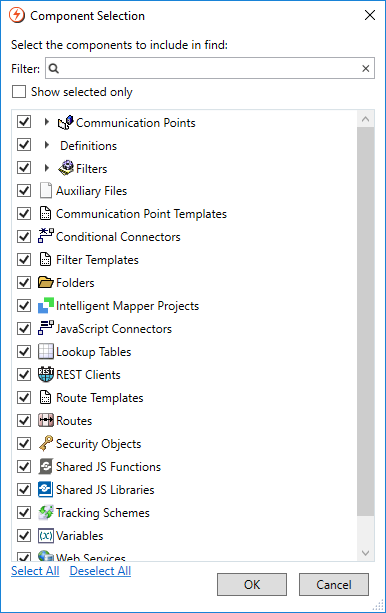 Component Selection
Select the components to include in find:
Filter:
Show selected only
Communication Points
Definitions
Filters
Auxiliary Files
Communication Point Templates
Conditional Connectors
Filter Templates
Folders
Intelligent Mapper Projects
JavaScript Connectors
Lookup Tables
REST Clients
Route Templates
Routes
Security Objects
Shared JS Functions
Shared JS Libraries
Tracking Schemes
Variables
Web Services
Select All Deselect All
OK Cancel